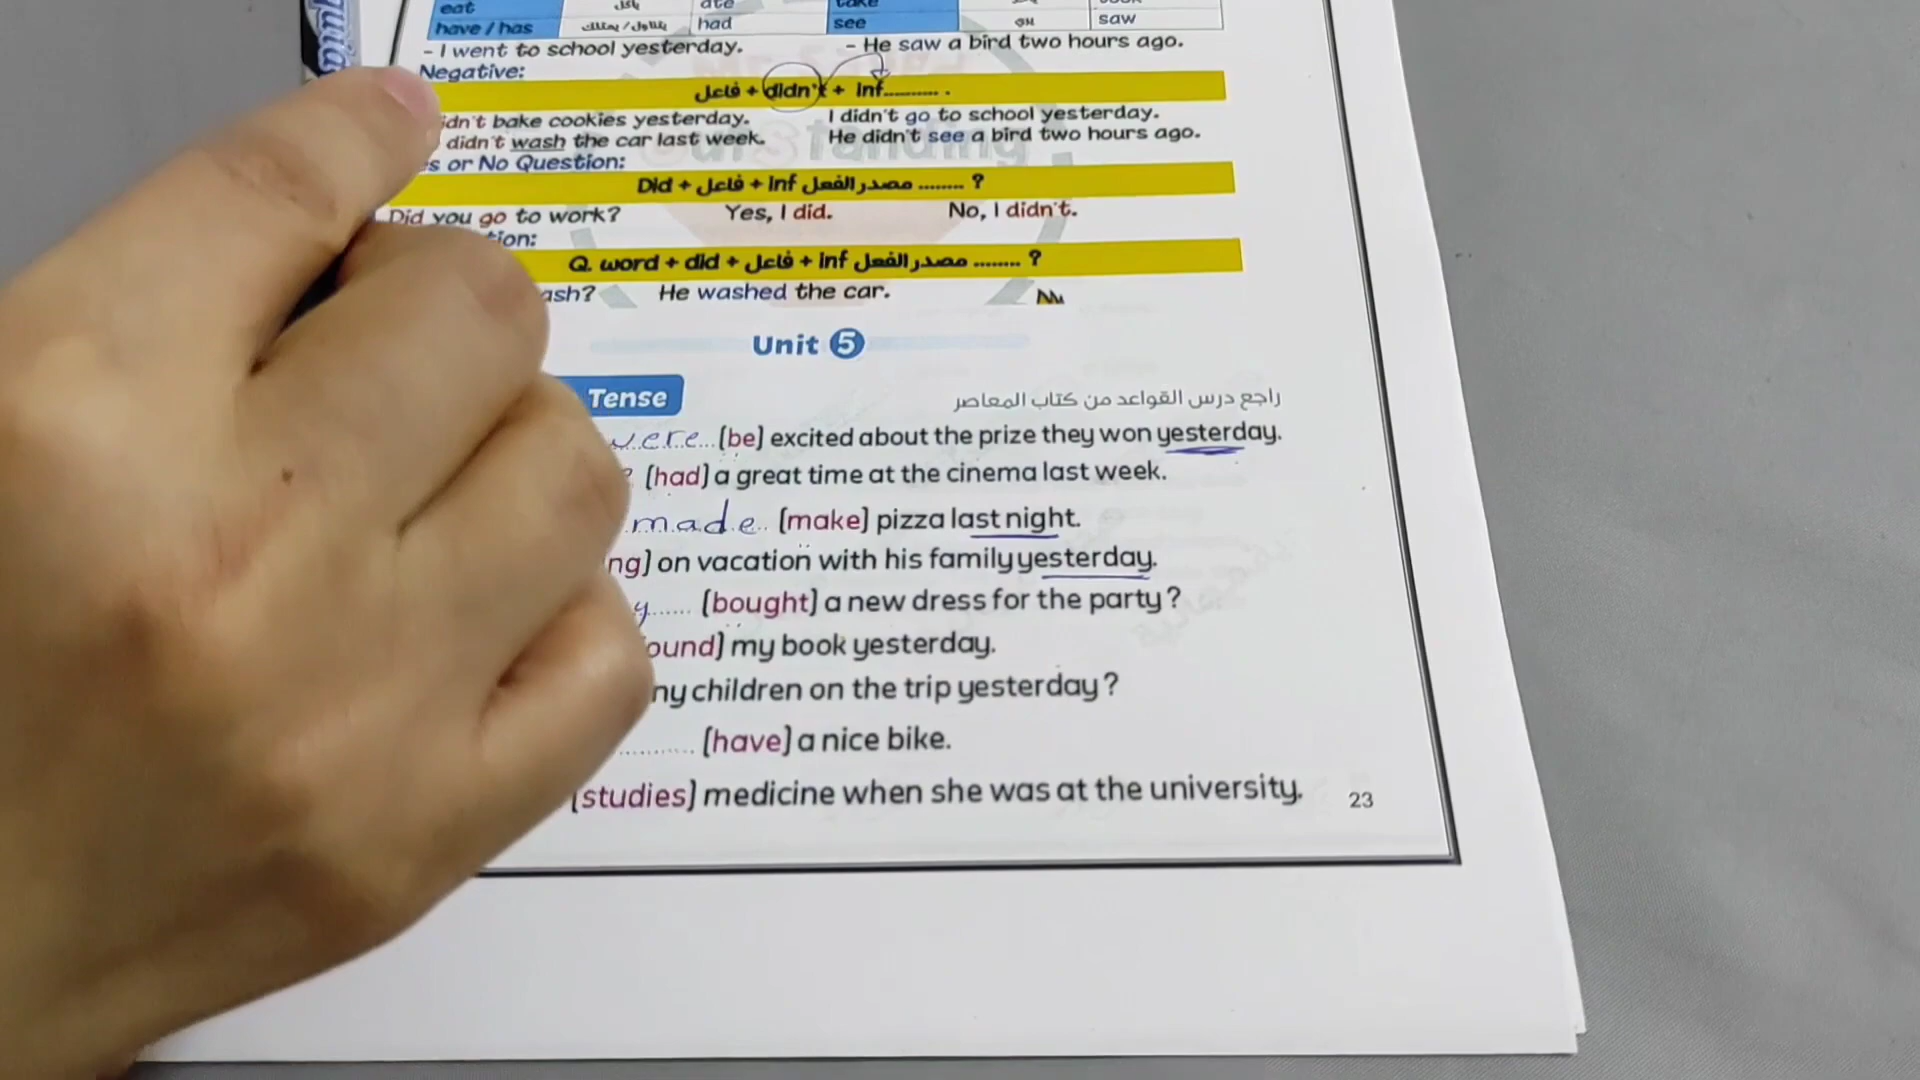 eat ate take
have / has يتناول / يمتلك had see saw
- I went to school yesterday. - He saw a bird two hours ago.
Negative:
فاعل + didn't + inf.......... .
idn't bake cookies yesterday. I didn't go to school yesterday.
didn't wash the car last week. He didn't see a bird two hours ago.
s or No Question:
Did + فاعل + inf مصدر الفعل ........ ?
Did you go to work? Yes, I did. No, I didn't.
tion:
Q. word + did + فاعل + inf مصدر الفعل ........ ?
ash? He washed the car.
Unit 5
Tense راجع درس القواعد من كتاب المعاصر
were [be] excited about the prize they won yesterday.
[had] a great time at the cinema last week.
made [make] pizza last night.
ng] on vacation with his family yesterday.
y [bought] a new dress for the party?
ound] my book yesterday.
ny children on the trip yesterday?
.......... [have] a nice bike.
[studies] medicine when she was at the university.
23